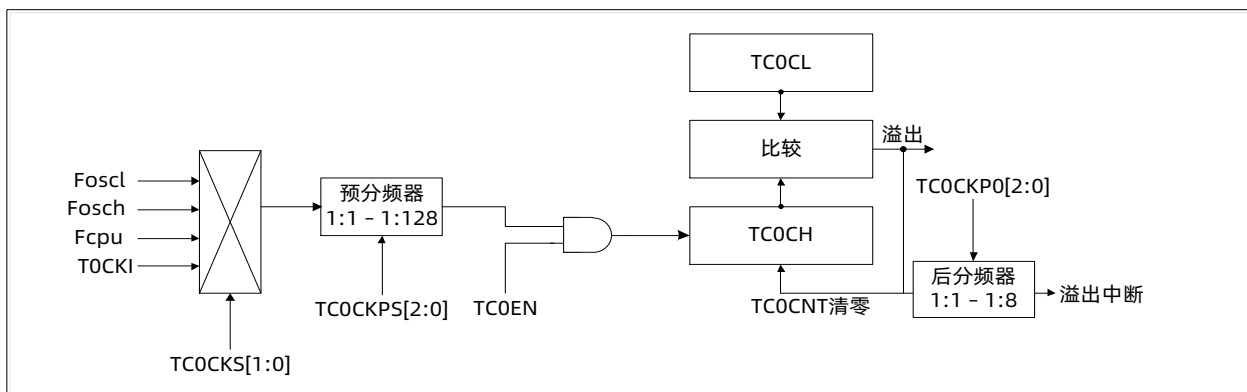 TC0CL
比较
溢出
TC0CKP0[2:0]
Foscl
Fosch
Fcpu
T0CKI
预分频器
1:1 – 1:128
TC0CH
后分频器
1:1 – 1:8
溢出中断
TC0CNT清零
TC0CKPS[2:0]
TC0EN
TC0CKS[1:0]